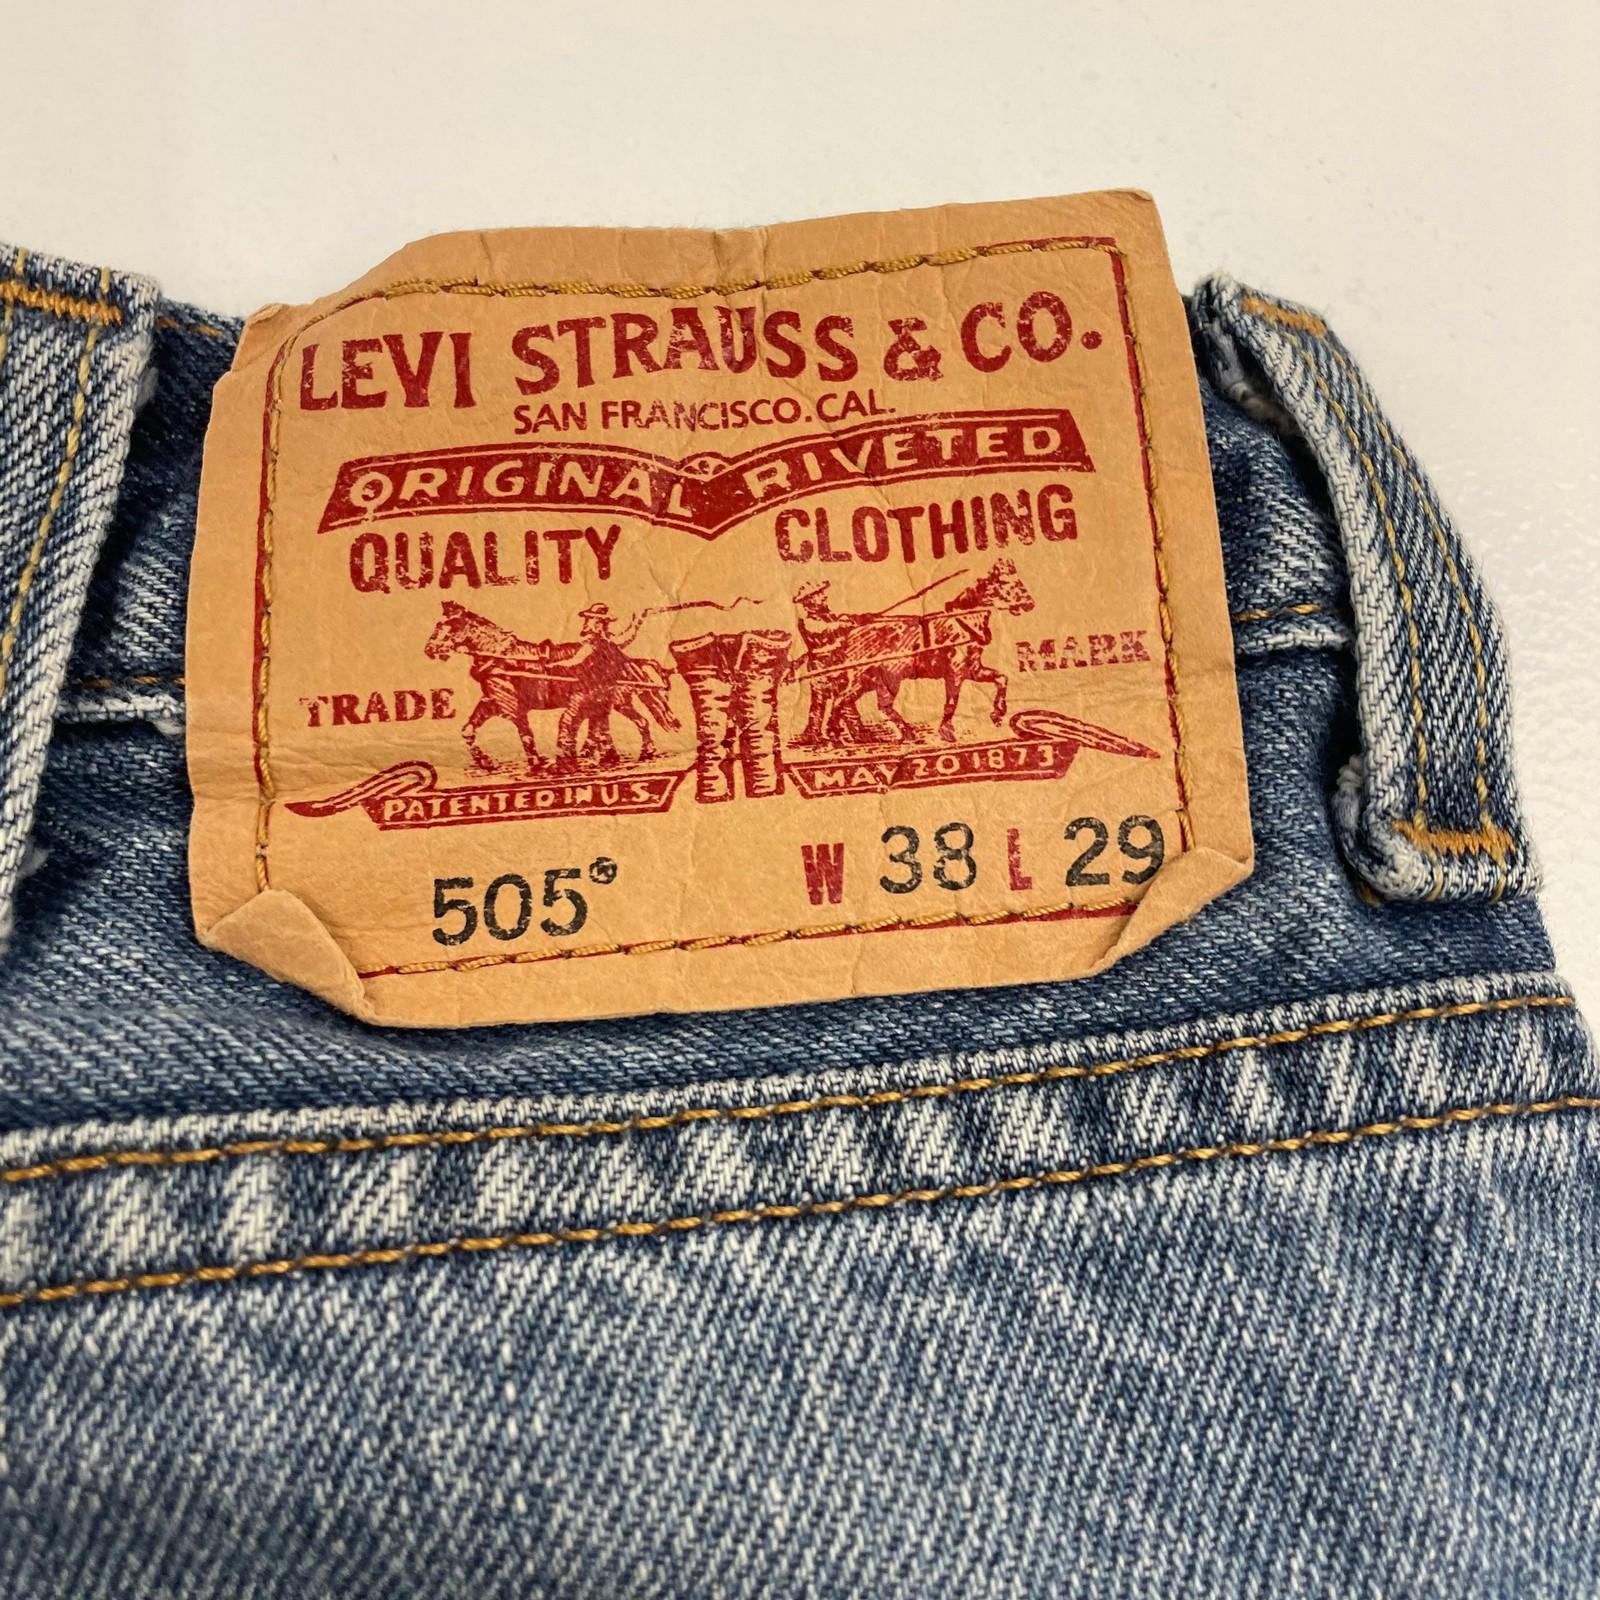 LEVI STRAUSS & CO.
SAN FRANCISCO. CAL.
ORIGINAL RIVETED
QUALITY CLOTHING
TRADE MARK
PATENTED IN U.S. MAY 20 1873
505® W 38 L 29